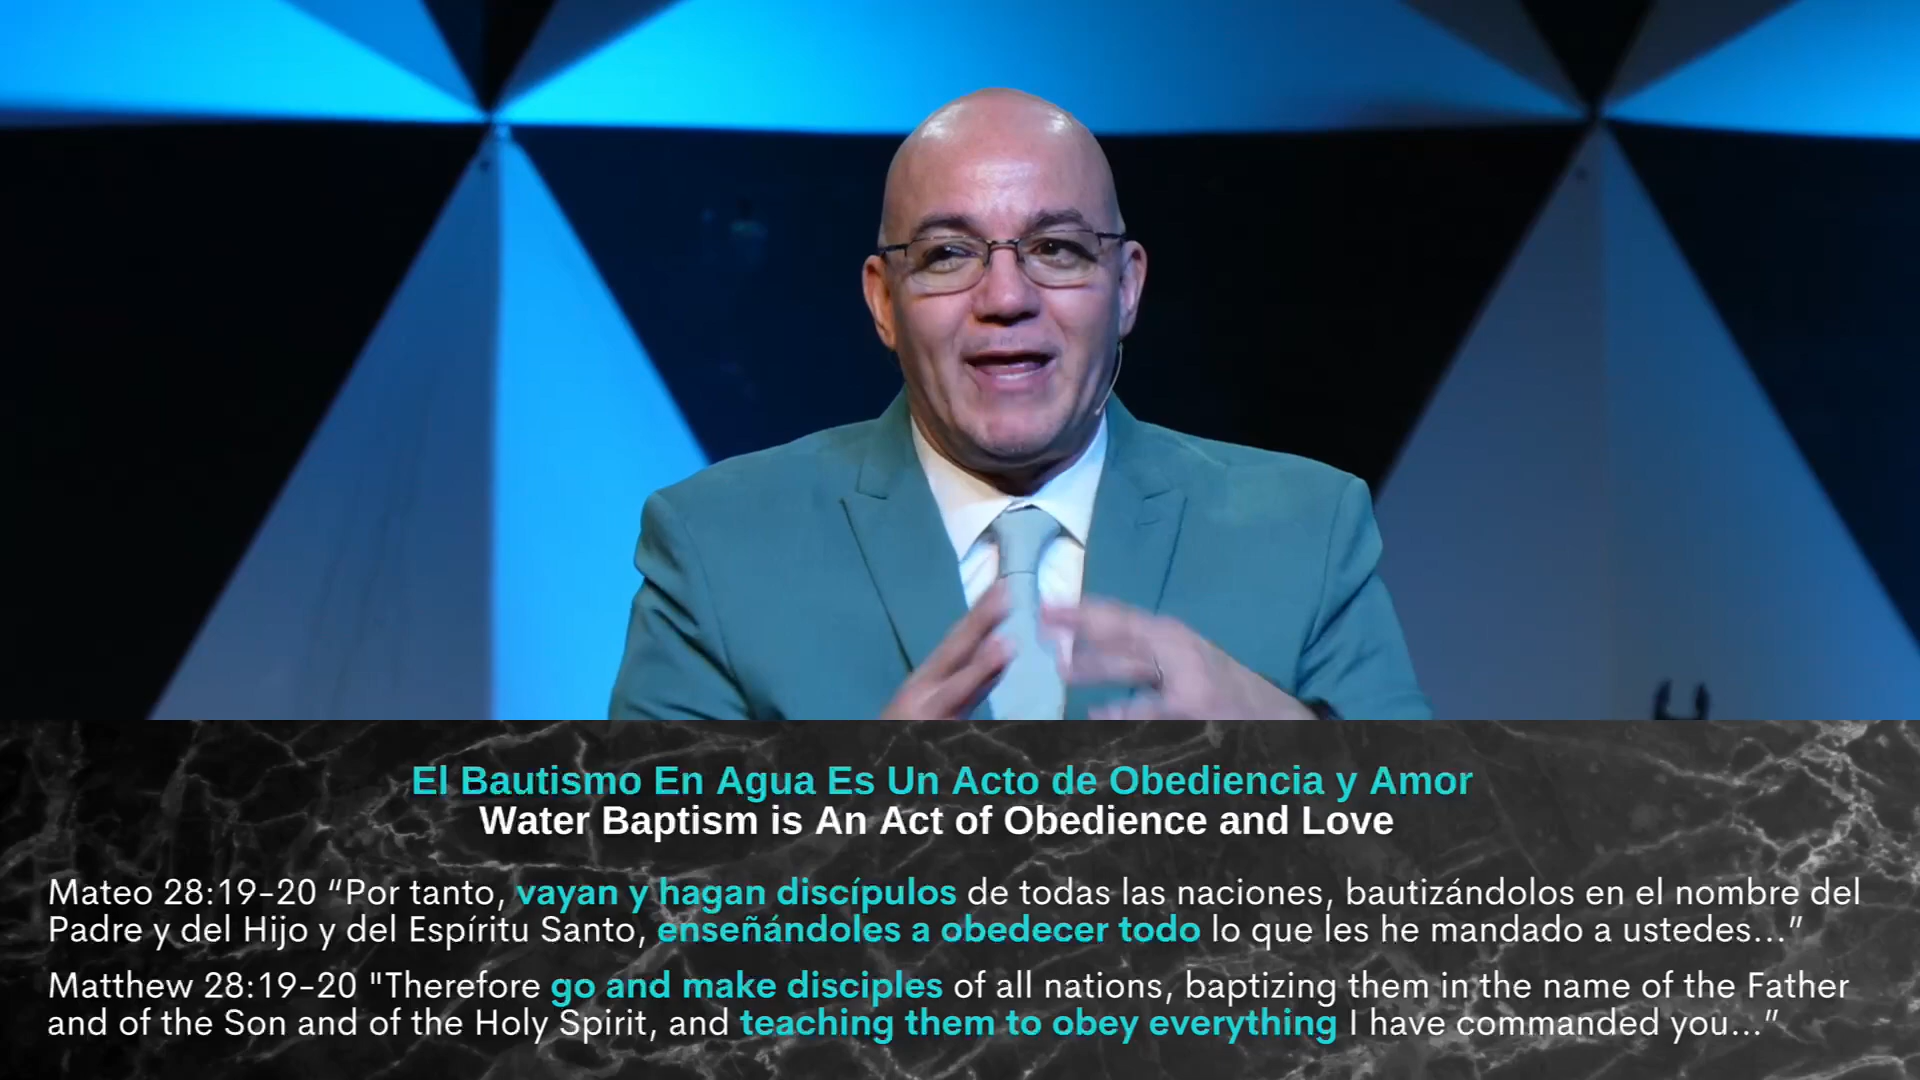 El Bautismo En Agua Es Un Acto de Obediencia y Amor
Water Baptism is An Act of Obedience and Love
Mateo 28:19-20 “Por tanto, vayan y hagan discípulos de todas las naciones, bautizándolos en el nombre del
Padre y del Hijo y del Espíritu Santo, enseñándoles a obedecer todo lo que les he mandado a ustedes...”
Matthew 28:19-20 "Therefore go and make disciples of all nations, baptizing them in the name of the Father
and of the Son and of the Holy Spirit, and teaching them to obey everything I have commanded you...”